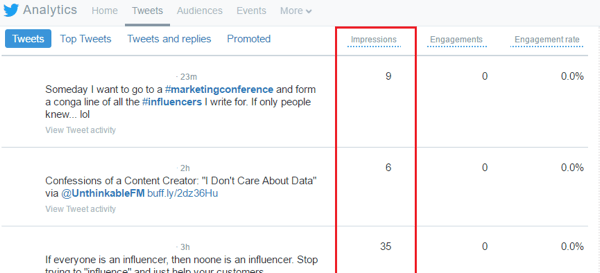 Analytics Home Tweets Audiences Events More
Tweets Top Tweets Tweets and replies Promoted Impressions Engagements Engagement rate
· 23m 9 0 0.0%
Someday I want to go to a #marketingconference and form
a conga line of all the #influencers I write for. If only people
knew... lol
View Tweet activity
· 2h 6 0 0.0%
Confessions of a Content Creator: "I Don't Care About Data"
via @UnthinkableFM buff.ly/2dz36Hu
View Tweet activity
· 3h 35 0 0.0%
If everyone is an influencer, then noone is an influencer. Stop
trying to "influence" and just help your customers.